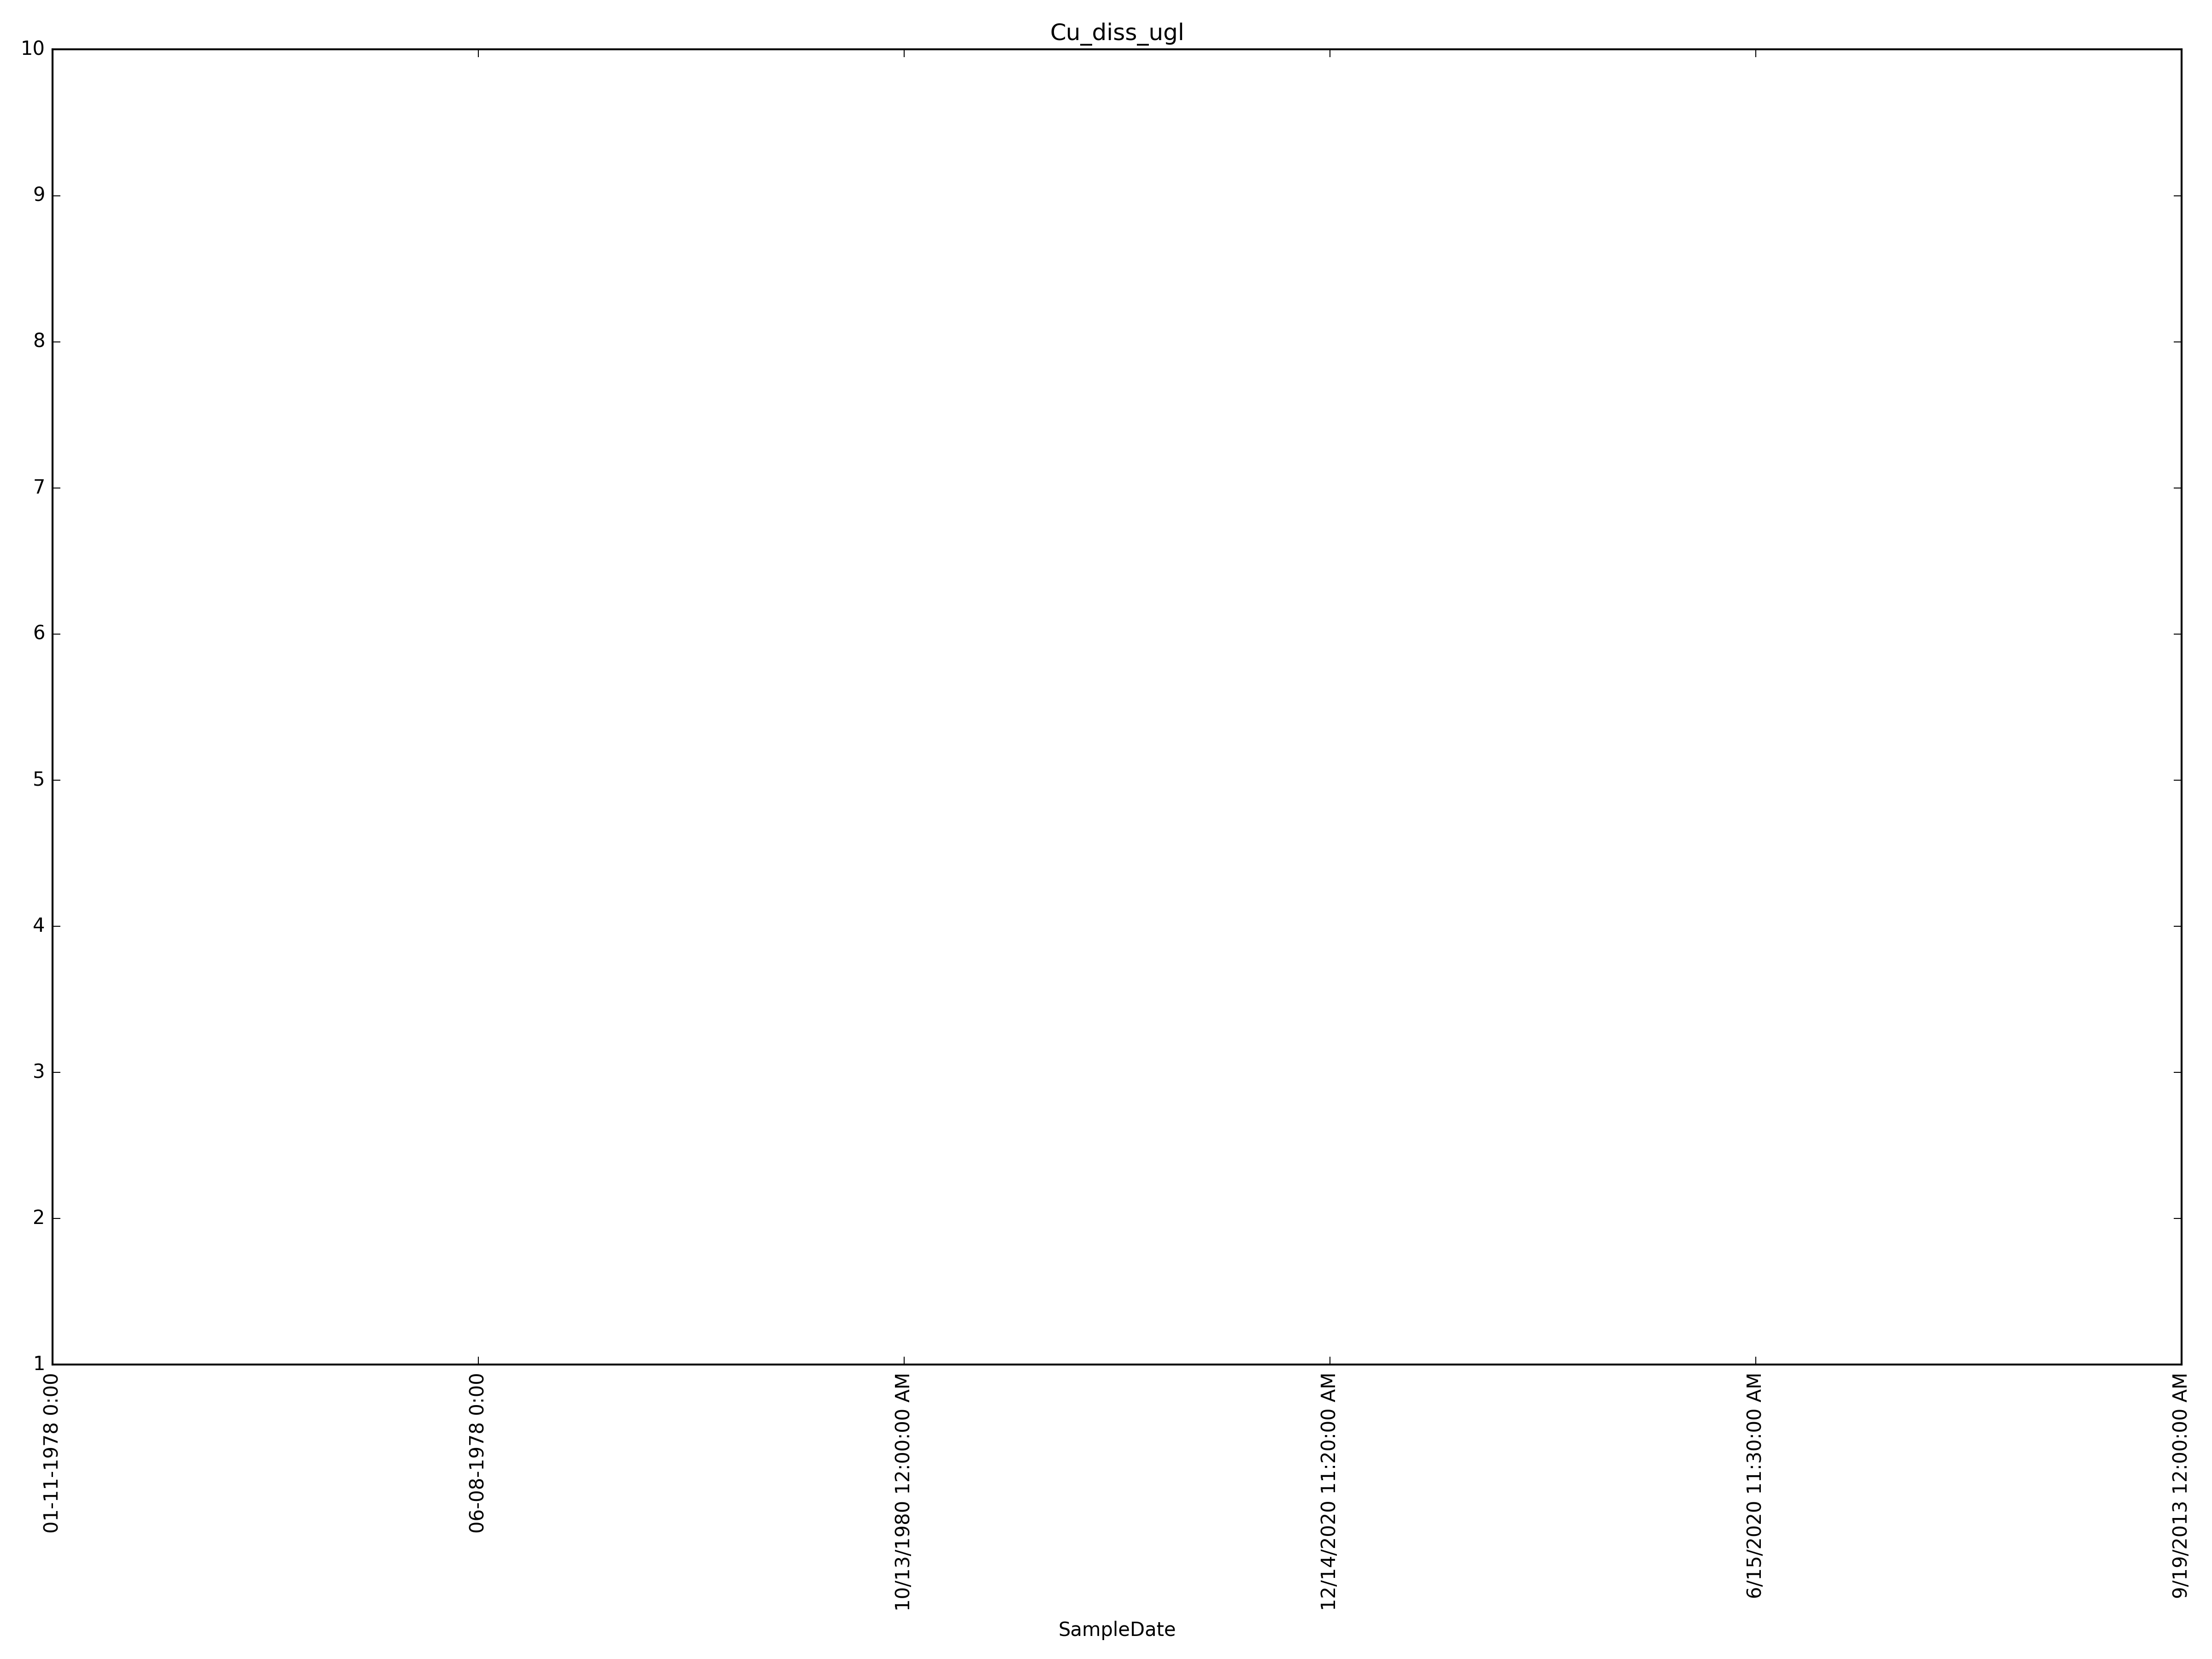 Cu_diss_ugl
10
9
8
7
6
5
4
3
2
1
01-11-1978 0:00
06-08-1978 0:00
10/13/1980 12:00:00 AM
12/14/2020 11:20:00 AM
6/15/2020 11:30:00 AM
9/19/2013 12:00:00 AM
SampleDate